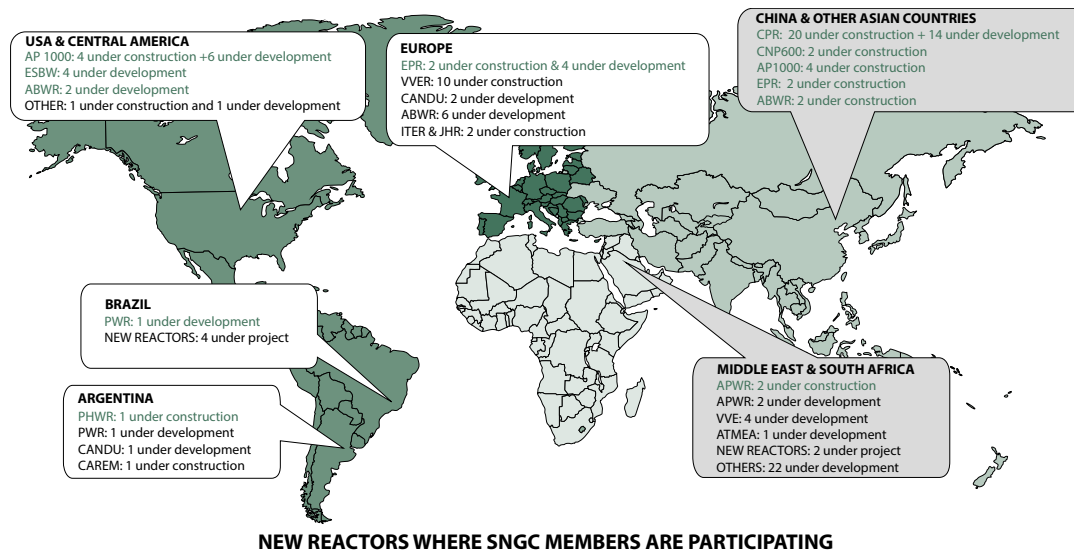 USA & CENTRAL AMERICA
AP 1000: 4 under construction +6 under development
ESBW: 4 under development
ABWR: 2 under development
OTHER: 1 under construction and 1 under development
EUROPE
EPR: 2 under construction & 4 under development
VVER: 10 under construction
CANDU: 2 under development
ABWR: 6 under development
ITER & JHR: 2 under construction
CHINA & OTHER ASIAN COUNTRIES
CPR: 20 under construction + 14 under development
CNP600: 2 under construction
AP1000: 4 under construction
EPR: 2 under construction
ABWR: 2 under construction
BRAZIL
PWR: 1 under development
NEW REACTORS: 4 under project
ARGENTINA
PHWR: 1 under construction
PWR: 1 under development
CANDU: 1 under development
CAREM: 1 under construction
MIDDLE EAST & SOUTH AFRICA
APWR: 2 under construction
APWR: 2 under development
VVE: 4 under development
ATMEA: 1 under development
NEW REACTORS: 2 under project
OTHERS: 22 under development
NEW REACTORS WHERE SNGC MEMBERS ARE PARTICIPATING